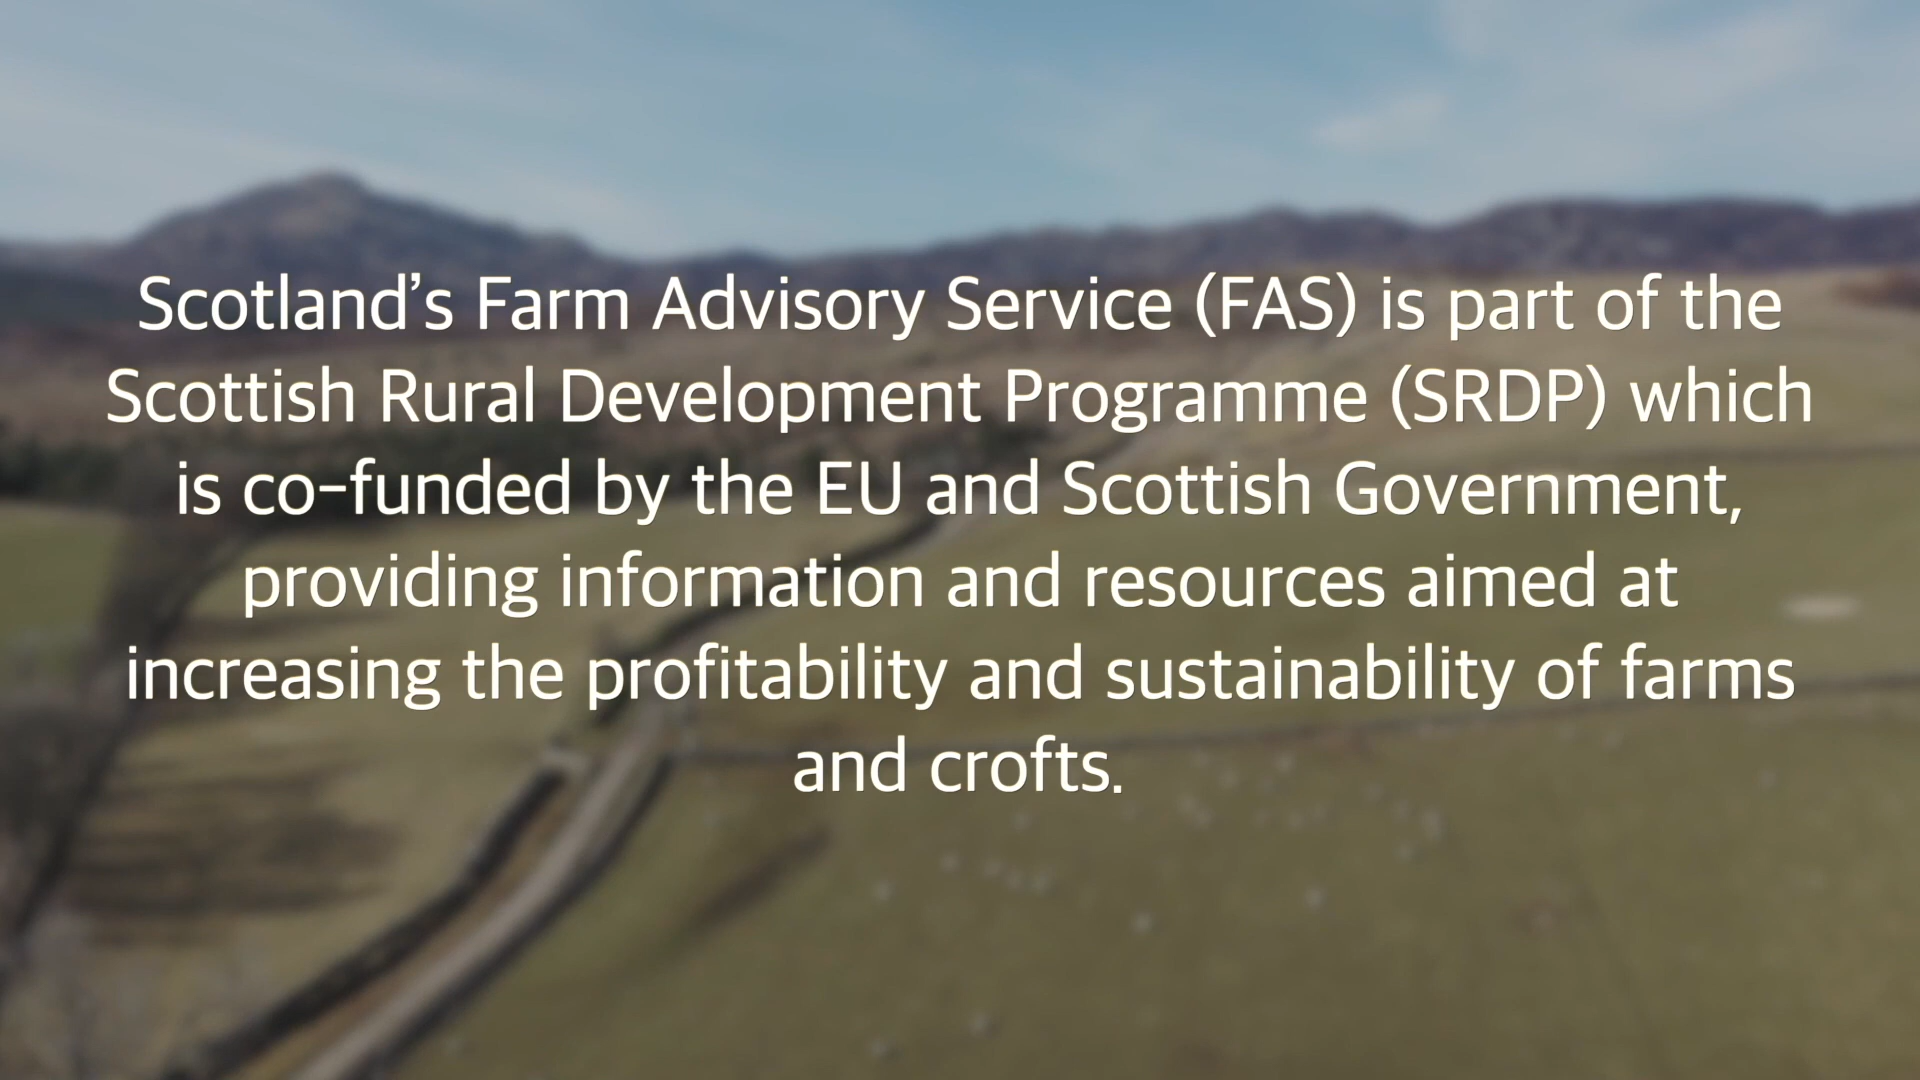 Scotland’s Farm Advisory Service (FAS) is part of the
Scottish Rural Development Programme (SRDP) which
is co-funded by the EU and Scottish Government,
providing information and resources aimed at
increasing the profitability and sustainability of farms
and crofts.